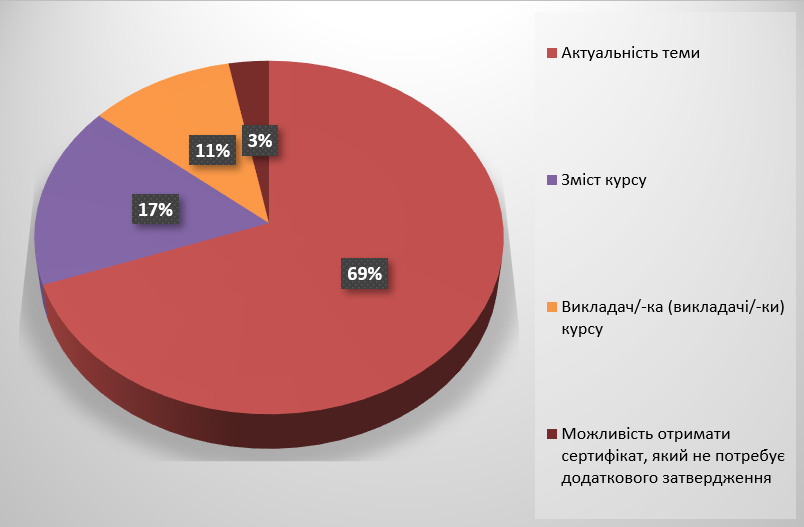 3%
11%
17%
69%
Актуальність теми
Зміст курсу
Викладач/-ка (викладачі/-ки)
курсу
Можливість отримати
сертифікат, який не потребує
додаткового затвердження